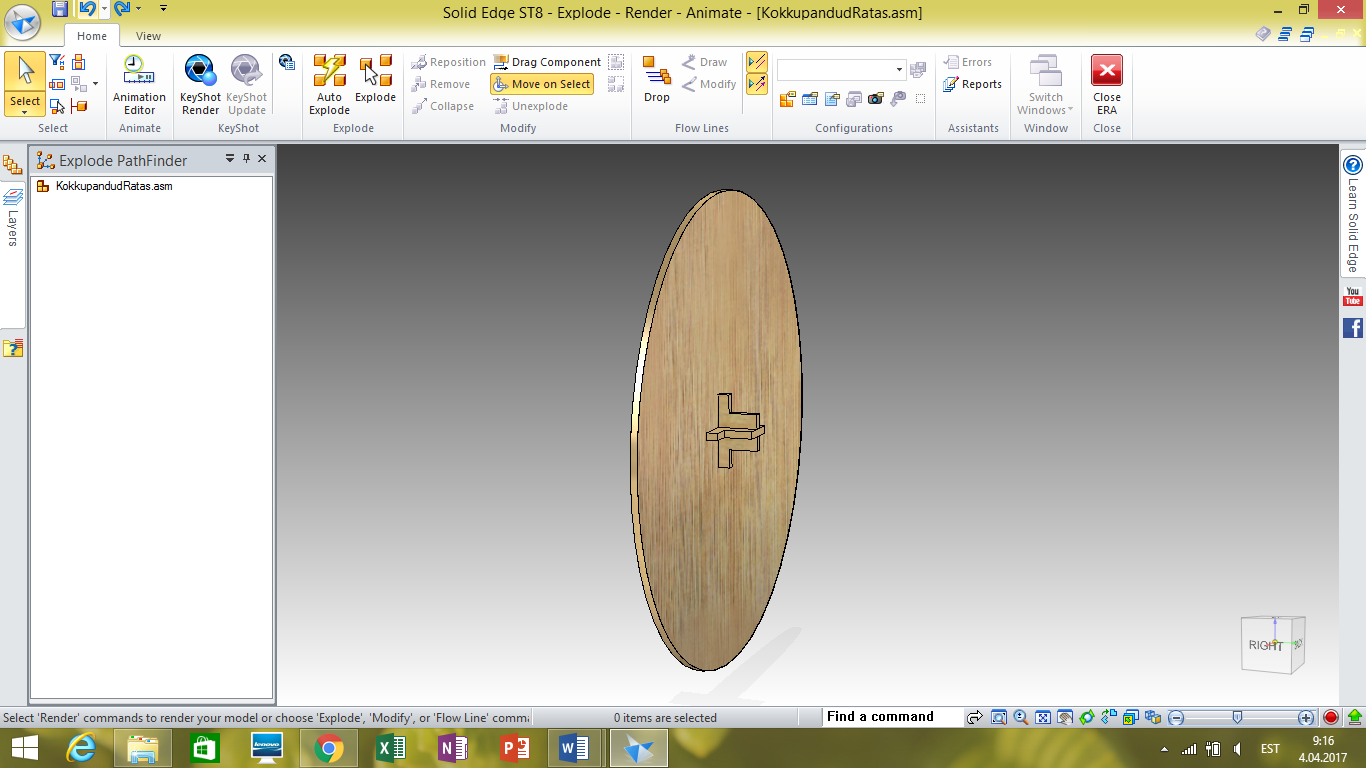 Solid Edge ST8 - Explode - Render - Animate - [KokkupandudRatas.asm]
Home View
Select
Animation Editor
KeyShot Render
KeyShot Update
Auto Explode
Explode
Reposition
Remove
Collapse
Drag Component
Move on Select
Unexplode
Drop
Draw
Modify
Errors
Reports
Switch Windows
Close ERA
Select Animate KeyShot Explode Modify Flow Lines Configurations Assistants Window Close
Explode PathFinder
KokkupandudRatas.asm
Layers
Learn Solid Edge
You Tube
f
RIGHT
Select 'Render' commands to render your model or choose 'Explode', 'Modify', or 'Flow Line' comma
0 items are selected
Find a command
lenovo
EST
9:16
4.04.2017